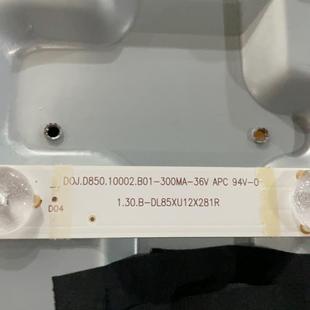 DOJ.D850.10002.B01-300MA-36V APC 94V-0
1.30.B-DL85XU12X281R
D04